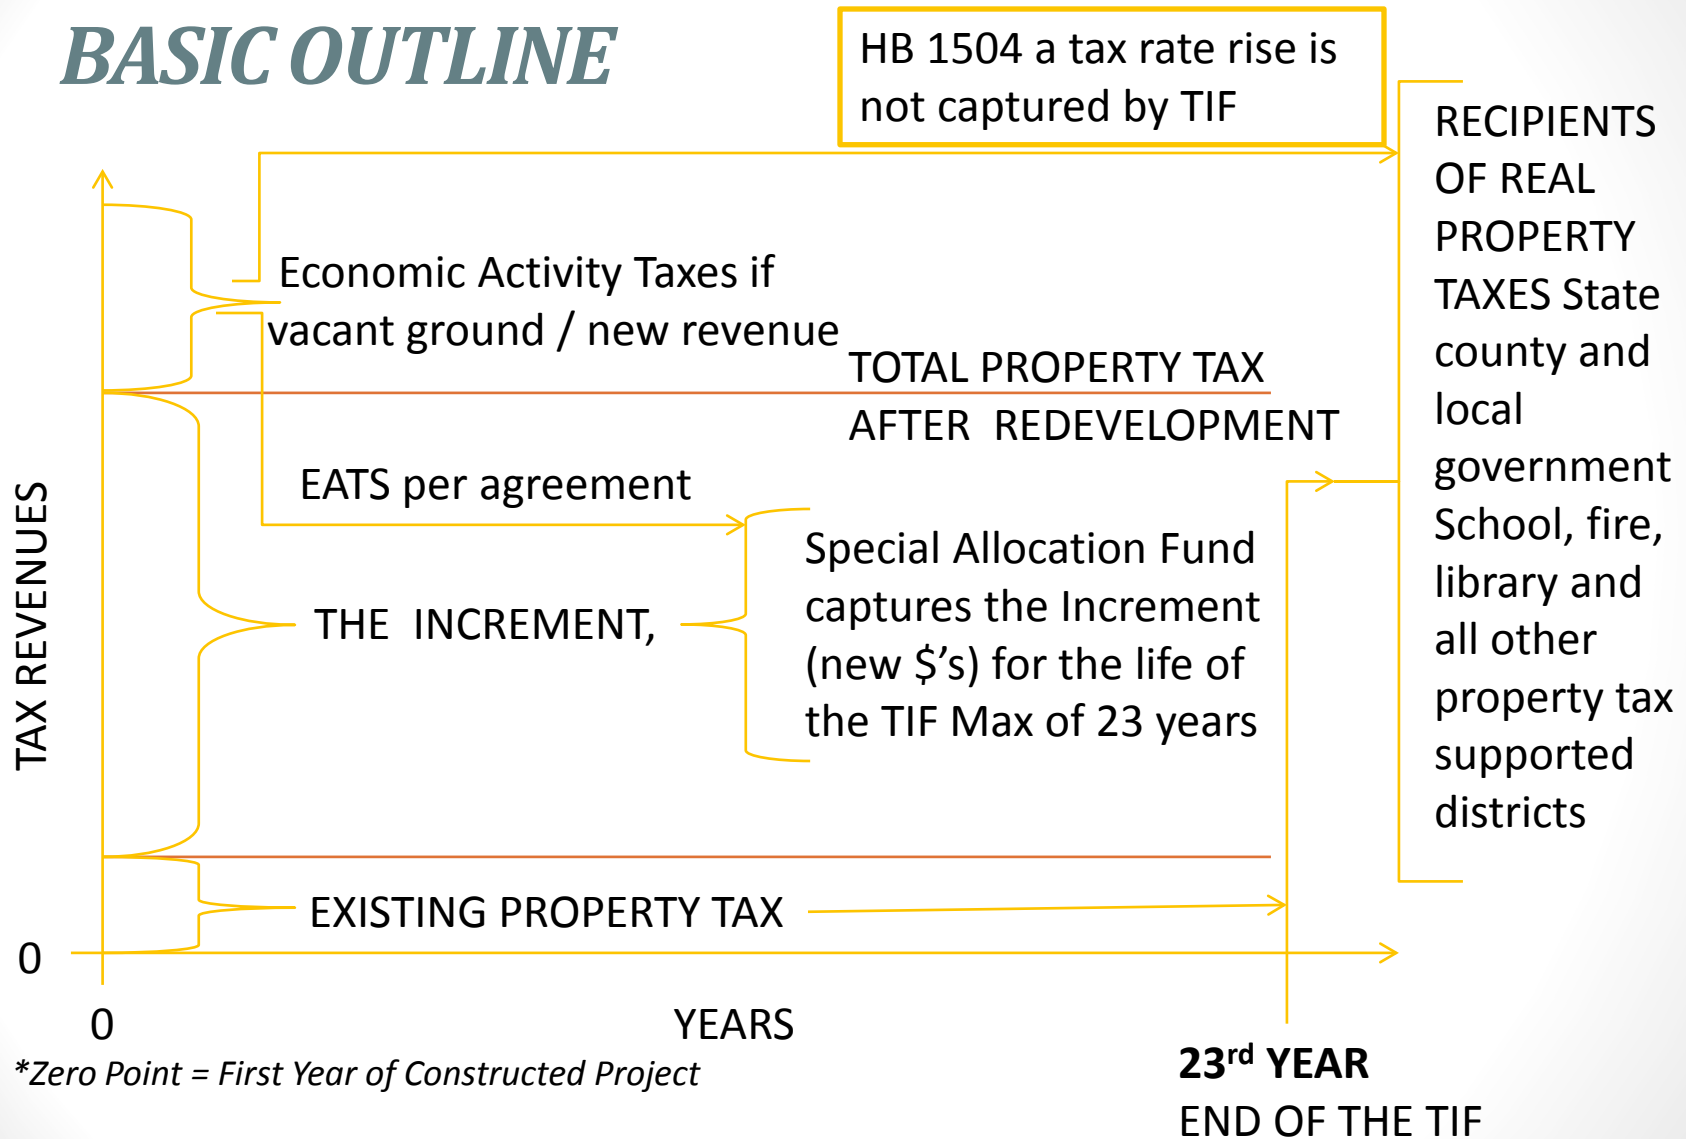 BASIC OUTLINE
HB 1504 a tax rate rise is
not captured by TIF
RECIPIENTS
OF REAL
PROPERTY
TAXES State
county and
local
government
School, fire,
library and
all other
property tax
supported
districts
Economic Activity Taxes if
vacant ground / new revenue
TOTAL PROPERTY TAX
AFTER REDEVELOPMENT
EATS per agreement
Special Allocation Fund
captures the Increment
(new $'s) for the life of
the TIF Max of 23 years
THE INCREMENT,
TAX REVENUES
EXISTING PROPERTY TAX
0
0
YEARS
*Zero Point = First Year of Constructed Project
23rd YEAR
END OF THE TIF